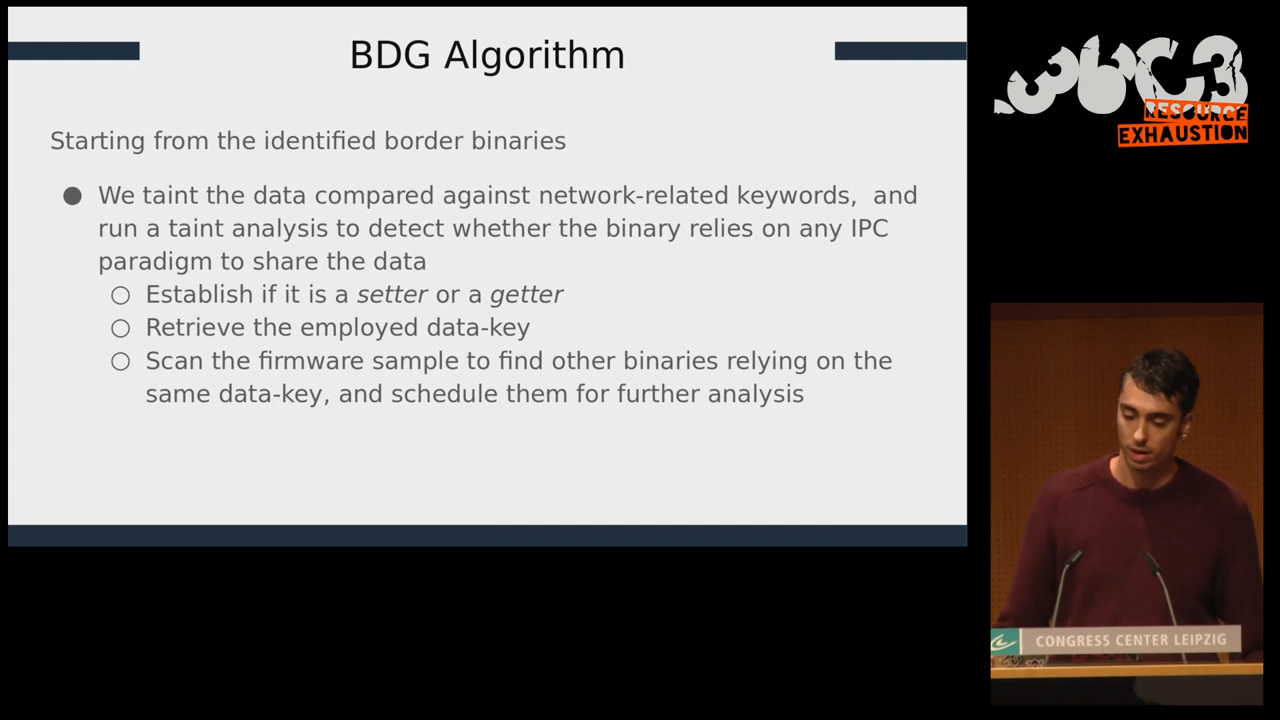 BDG Algorithm
Starting from the identified border binaries
● We taint the data compared against network-related keywords, and
run a taint analysis to detect whether the binary relies on any IPC
paradigm to share the data
○ Establish if it is a setter or a getter
○ Retrieve the employed data-key
○ Scan the firmware sample to find other binaries relying on the
same data-key, and schedule them for further analysis
36C3
RESOURCE
EXHAUSTION
CONGRESS CENTER LEIPZIG